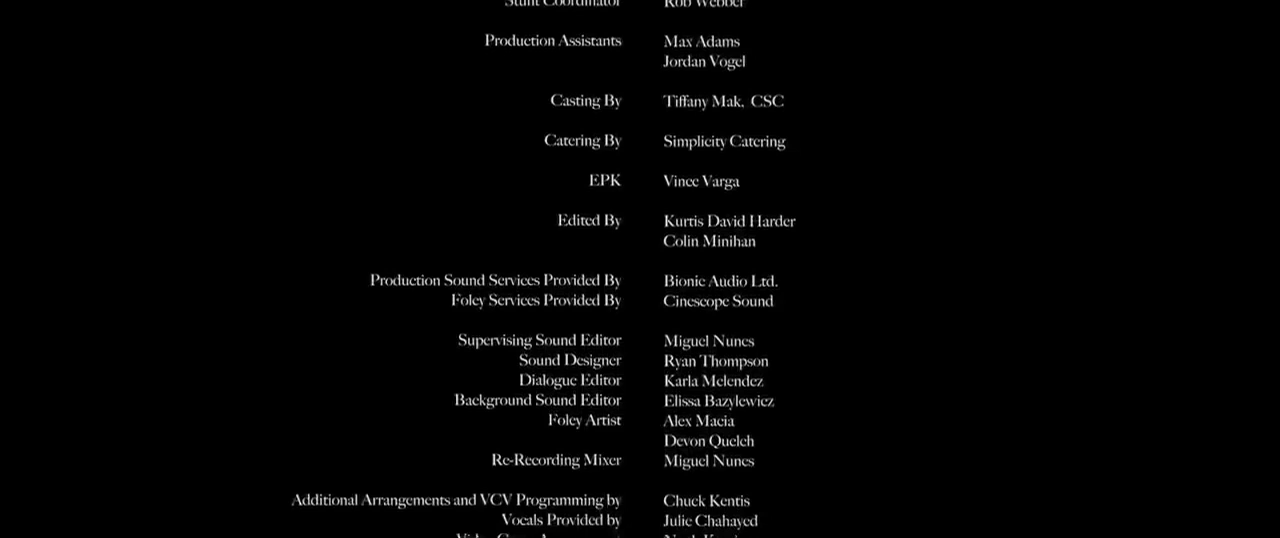 Stunt Coordinator Rob Webber
Production Assistants Max Adams
Jordan Vogel
Casting By Tiffany Mak, CSC
Catering By Simplicity Catering
EPK Vince Varga
Edited By Kurtis David Harder
Colin Minihan
Production Sound Services Provided By Bionic Audio Ltd.
Foley Services Provided By Cinescope Sound
Supervising Sound Editor Miguel Nunes
Sound Designer Ryan Thompson
Dialogue Editor Karla Melendez
Background Sound Editor Elissa Bazylewicz
Foley Artist Alex Macia
Devon Quelch
Re-Recording Mixer Miguel Nunes
Additional Arrangements and VCV Programming by Chuck Kentis
Vocals Provided by Julie Chahayed